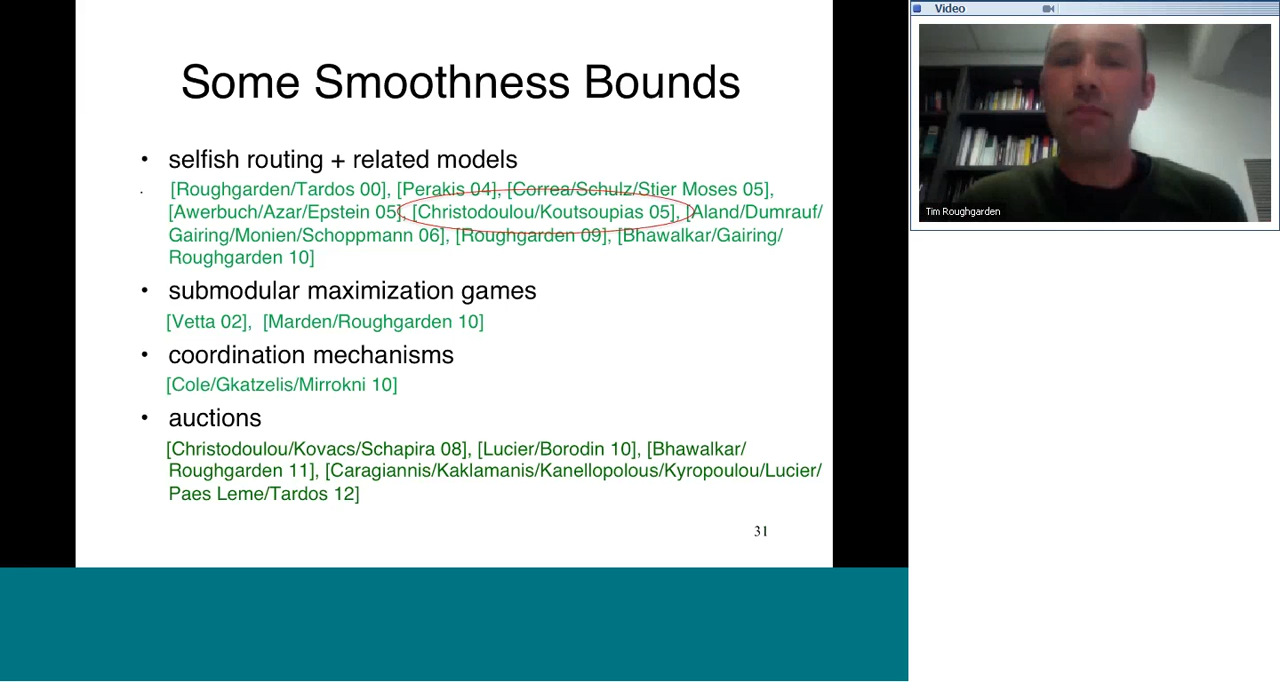 Some Smoothness Bounds
• selfish routing + related models
[Roughgarden/Tardos 00], [Perakis 04], [Correa/Schulz/Stier Moses 05],
[Awerbuch/Azar/Epstein 05], [Christodoulou/Koutsoupias 05], [Aland/Dumrauf/
Gairing/Monien/Schoppmann 06], [Roughgarden 09], [Bhawalkar/Gairing/
Roughgarden 10]
• submodular maximization games
[Vetta 02], [Marden/Roughgarden 10]
• coordination mechanisms
[Cole/Gkatzelis/Mirrokni 10]
• auctions
[Christodoulou/Kovacs/Schapira 08], [Lucier/Borodin 10], [Bhawalkar/
Roughgarden 11], [Caragiannis/Kaklamanis/Kanellopolous/Kyropoulou/Lucier/
Paes Leme/Tardos 12]
31
Video
Tim Roughgarden